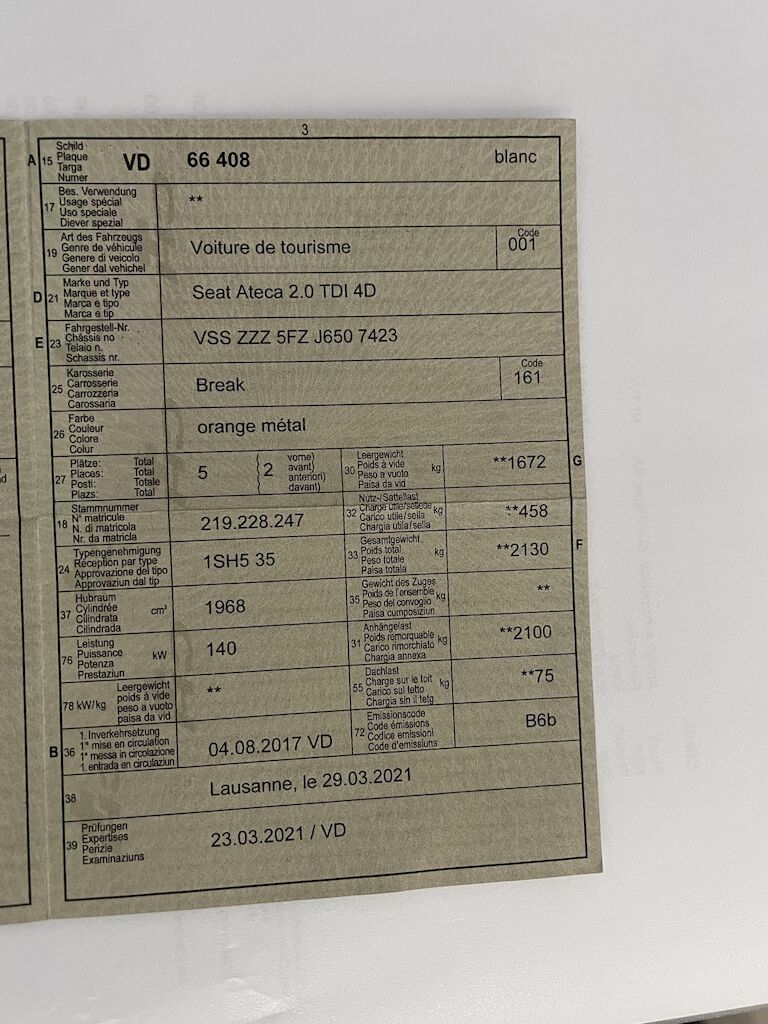 3
A 15 Schild Plaque Targa Numer VD 66 408 blanc
17 Bes. Verwendung Usage spécial Uso speciale Diever spezial **
19 Art des Fahrzeugs Genre de véhicule Genere di veicolo Gener dal vehichel Voiture de tourisme Code 001
D 21 Marke und Typ Marque et type Marca e tipo Marca e tip Seat Ateca 2.0 TDI 4D
E 23 Fahrgestell-Nr. Châssis no Telaio n. Schassis nr. VSS ZZZ 5FZ J650 7423
25 Karosserie Carrosserie Carrozzeria Carossaria Break Code 161
26 Farbe Couleur Colore Colur orange métal
27 Plätze: Total Places: Total Posti: Totale Plazs: Total 5 { 2 vorne) avant) anteriori) davant) 30 Leergewicht Poids à vide Peso a vuoto Paisa da vid kg **1672 G
18 Stammnummer N° matricule N. di matricola Nr. da matricla 219.228.247 32 Nutz-/Sattellast Charge utile/sellette Carico utile/sella Chargia utila/sella kg **458
24 Typengenehmigung Réception par type Approvazione del tipo Approvaziun dal tip 1SH5 35 33 Gesamtgewicht Poids total Peso totale Paisa totala kg **2130 F
37 Hubraum Cylindrée Cilindrata Cilindrada cm³ 1968 35 Gewicht des Zuges Poids de l'ensemble Peso del convoglio Paisa cumposiziun kg **
76 Leistung Puissance Potenza Prestaziun kW 140 31 Anhängelast Poids remorquable Carico rimorchiato Chargia annexa kg **2100
78 kW/kg Leergewicht poids à vide peso a vuoto paisa da vid ** 55 Dachlast Charge sur le toit Carico sul tetto Chargia sin il tetg kg **75
B 36 1. Inverkehrsetzung 1re mise en circulation 1a messa in circolazione 1. entrada en circulaziun 04.08.2017 VD 72 Emissionscode Code émissions Codice emissioni Code d'emissiuns B6b
38 Lausanne, le 29.03.2021
39 Prüfungen Expertises Perizie Examinaziuns 23.03.2021 / VD